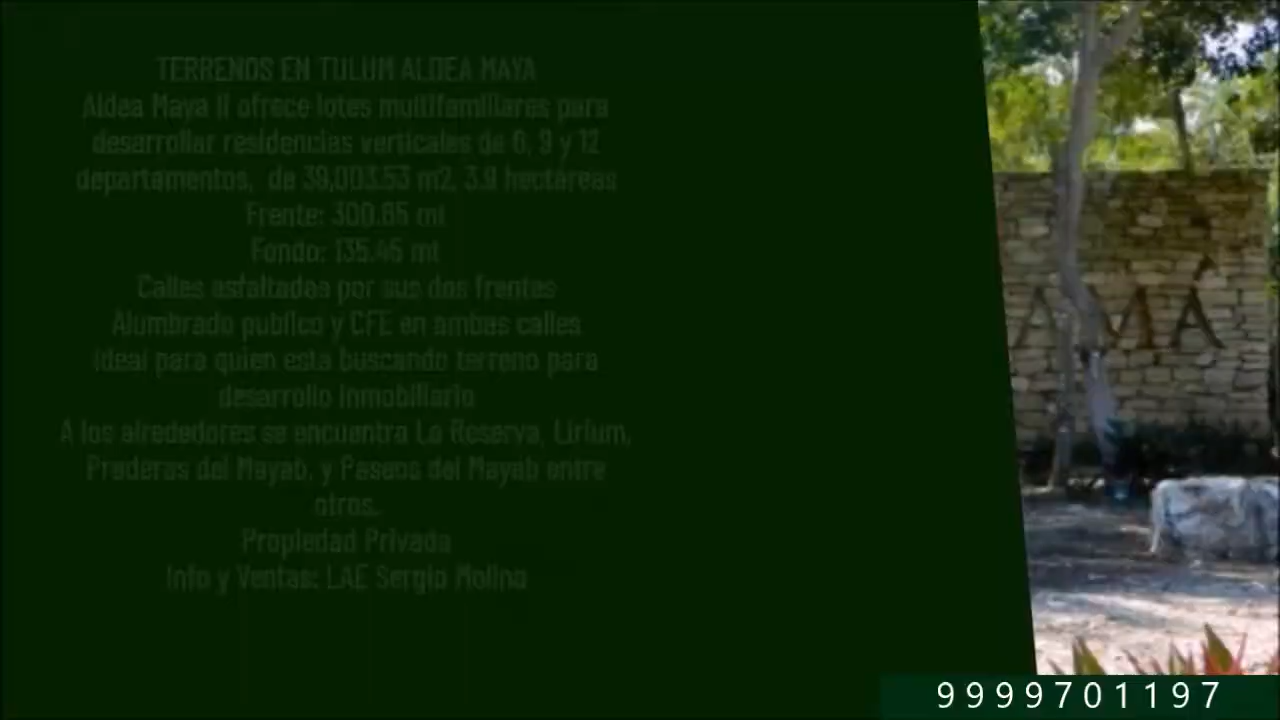 TERRENOS EN TULUM ALDEA MAYA
Aldea Maya II ofrece lotes multifamiliares para
desarrollar residencias verticales de 6, 9 y 12
departamentos, de 39,003.53 m2, 3.9 hectáreas
Frente: 300.65 mt
Fondo: 135.45 mt
Calles asfaltadas por sus dos frentes
Alumbrado publico y CFE en ambas calles
Ideal para quien esta buscando terreno para
desarrollo inmobiliario
A los alrededores se encuentra La Reserva, Lirium,
Praderas del Mayab, y Paseos del Mayab entre
otros.
Propiedad Privada
Info y Ventas: LAE Sergio Molina
AMÁ
9999701197